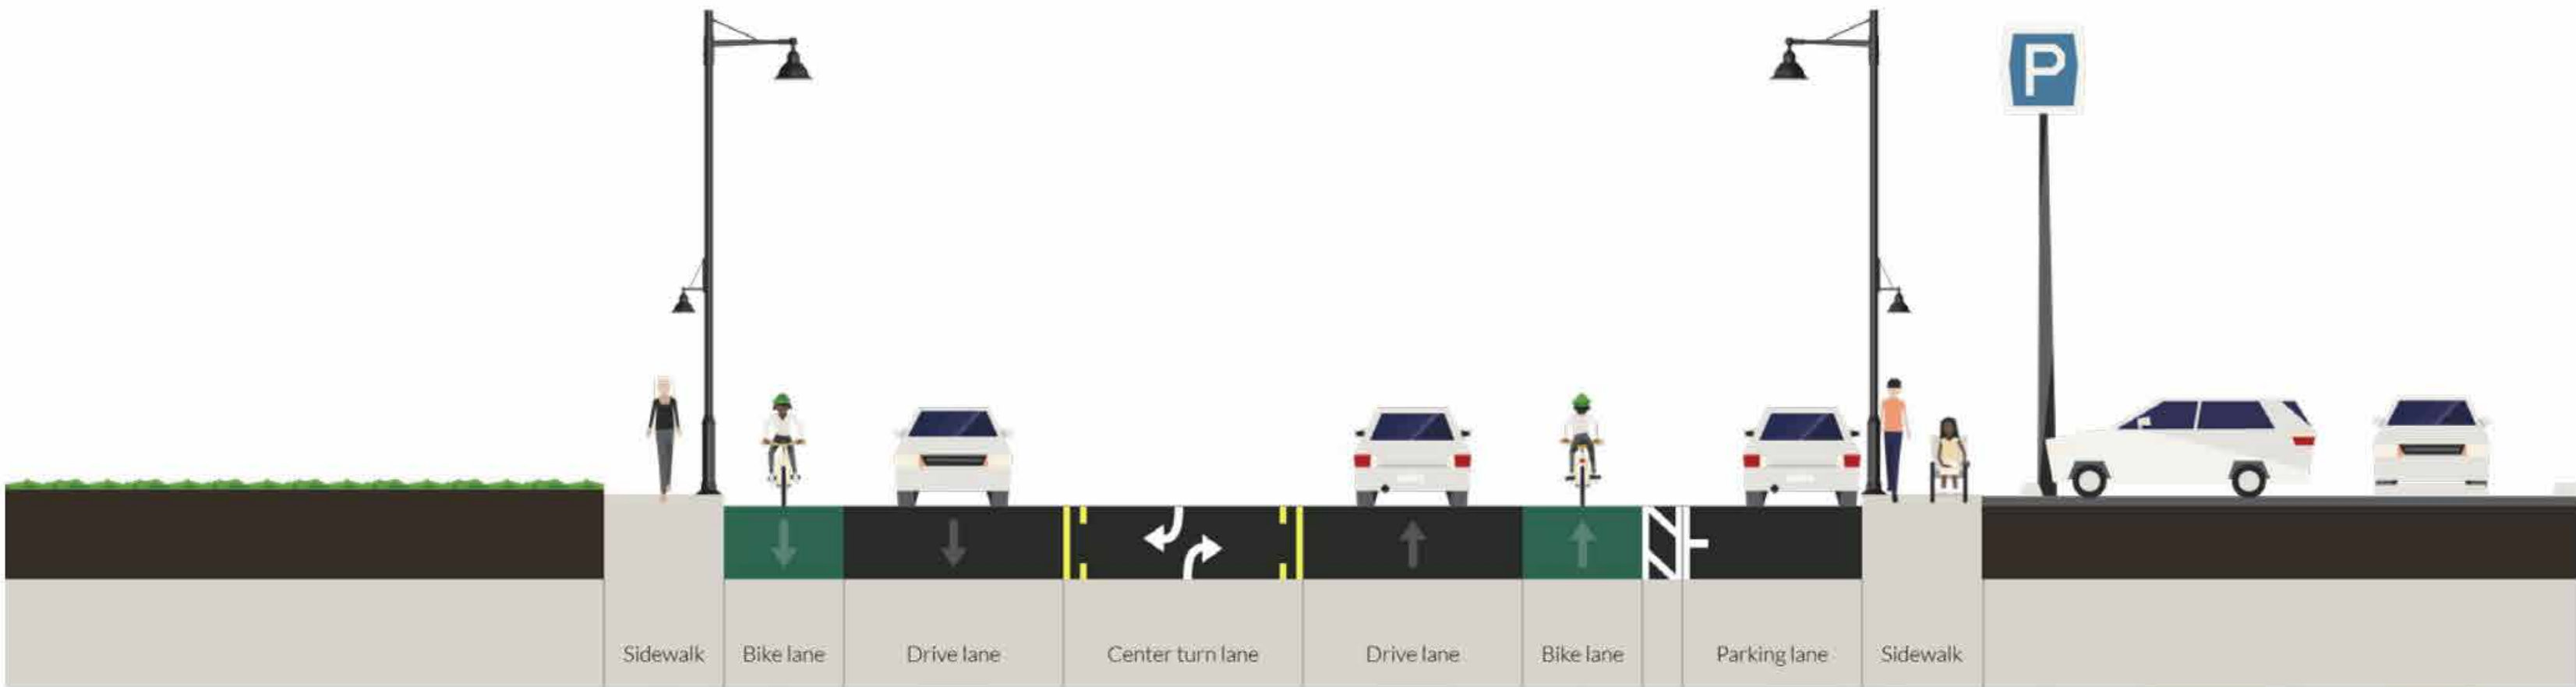 P
Sidewalk
Bike lane
Drive lane
Center turn lane
Drive lane
Bike lane
Parking lane
Sidewalk